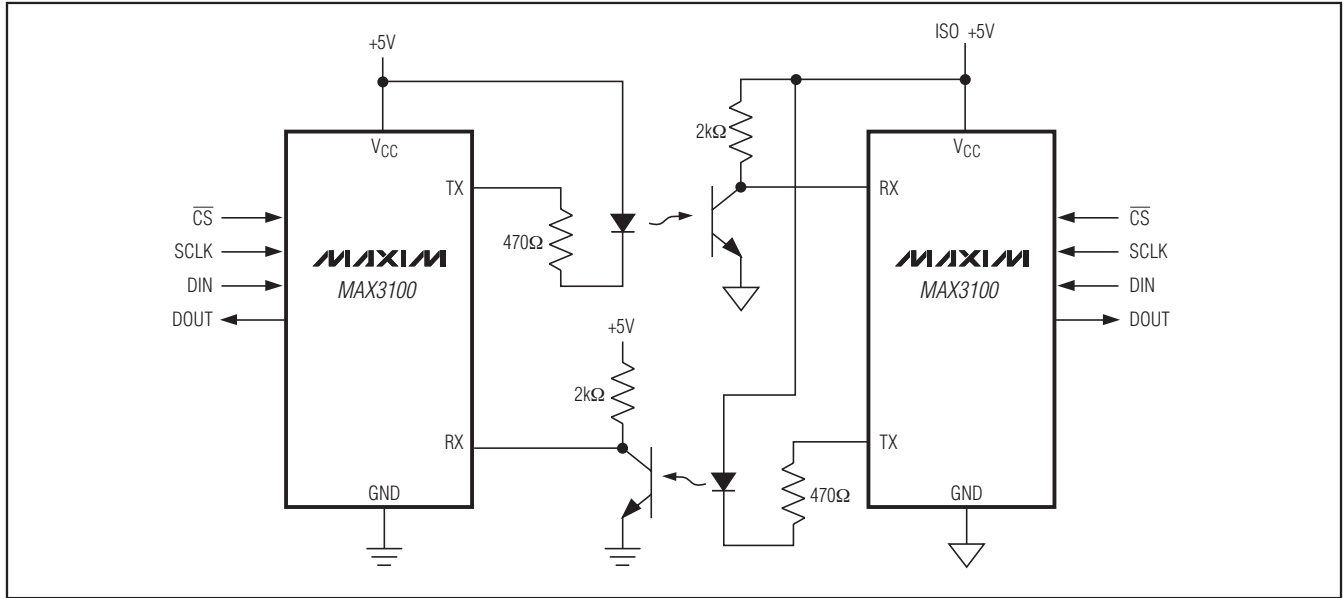 +5V
ISO +5V
2kΩ
VCC
VCC
TX
RX
CS
SCLK
DIN
DOUT
470Ω
MAXIM
MAX3100
MAXIM
MAX3100
CS
SCLK
DIN
DOUT
+5V
2kΩ
RX
TX
470Ω
GND
GND